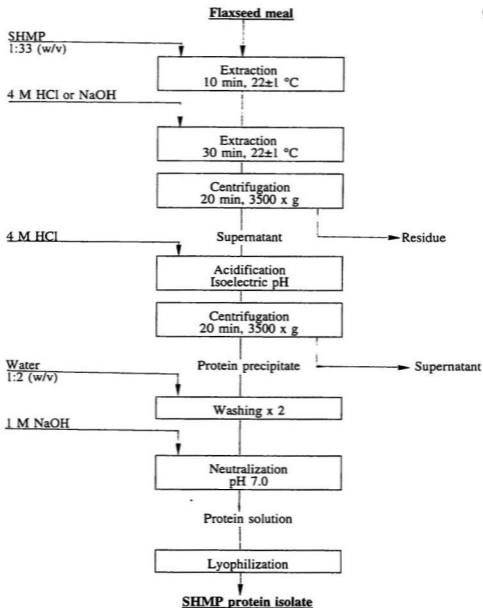 Flaxseed meal
SHMP
1:33 (w/v)
Extraction
10 min, 22±1 °C
4 M HCl or NaOH
Extraction
30 min, 22±1 °C
Centrifugation
20 min, 3500 x g
Supernatant
Residue
4 M HCl
Acidification
Isoelectric pH
Centrifugation
20 min, 3500 x g
Protein precipitate
Supernatant
Water
1:2 (w/v)
Washing x 2
1 M NaOH
Neutralization
pH 7.0
Protein solution
Lyophilization
SHMP protein isolate